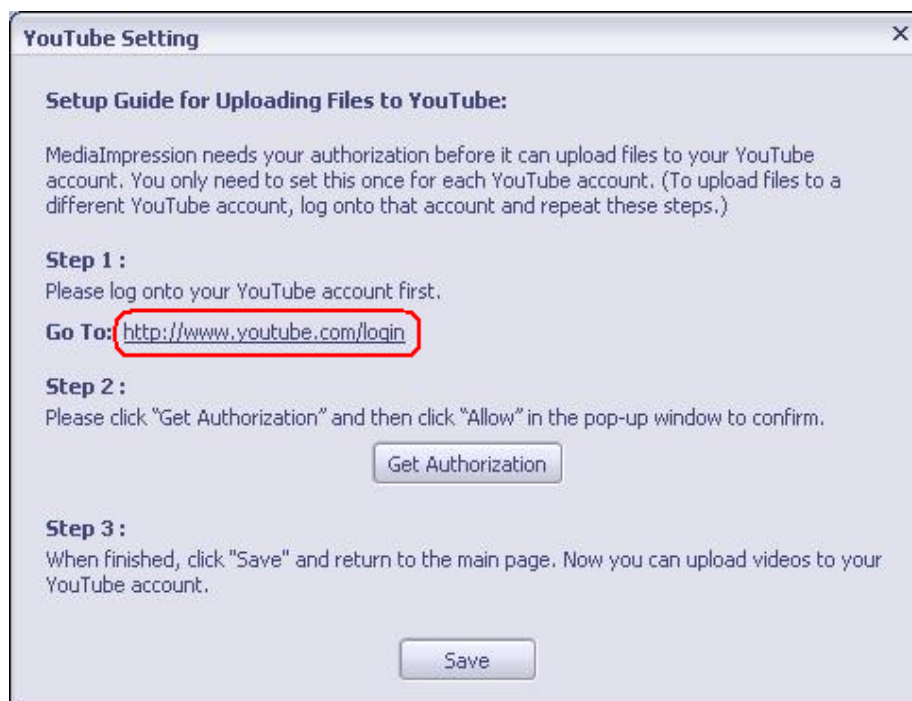 YouTube Setting
Setup Guide for Uploading Files to YouTube:
MediaImpression needs your authorization before it can upload files to your YouTube
account. You only need to set this once for each YouTube account. (To upload files to a
different YouTube account, log onto that account and repeat these steps.)
Step 1 :
Please log onto your YouTube account first.
Go To: http://www.youtube.com/login
Step 2 :
Please click “Get Authorization” and then click “Allow” in the pop-up window to confirm.
Get Authorization
Step 3 :
When finished, click "Save" and return to the main page. Now you can upload videos to your
YouTube account.
Save